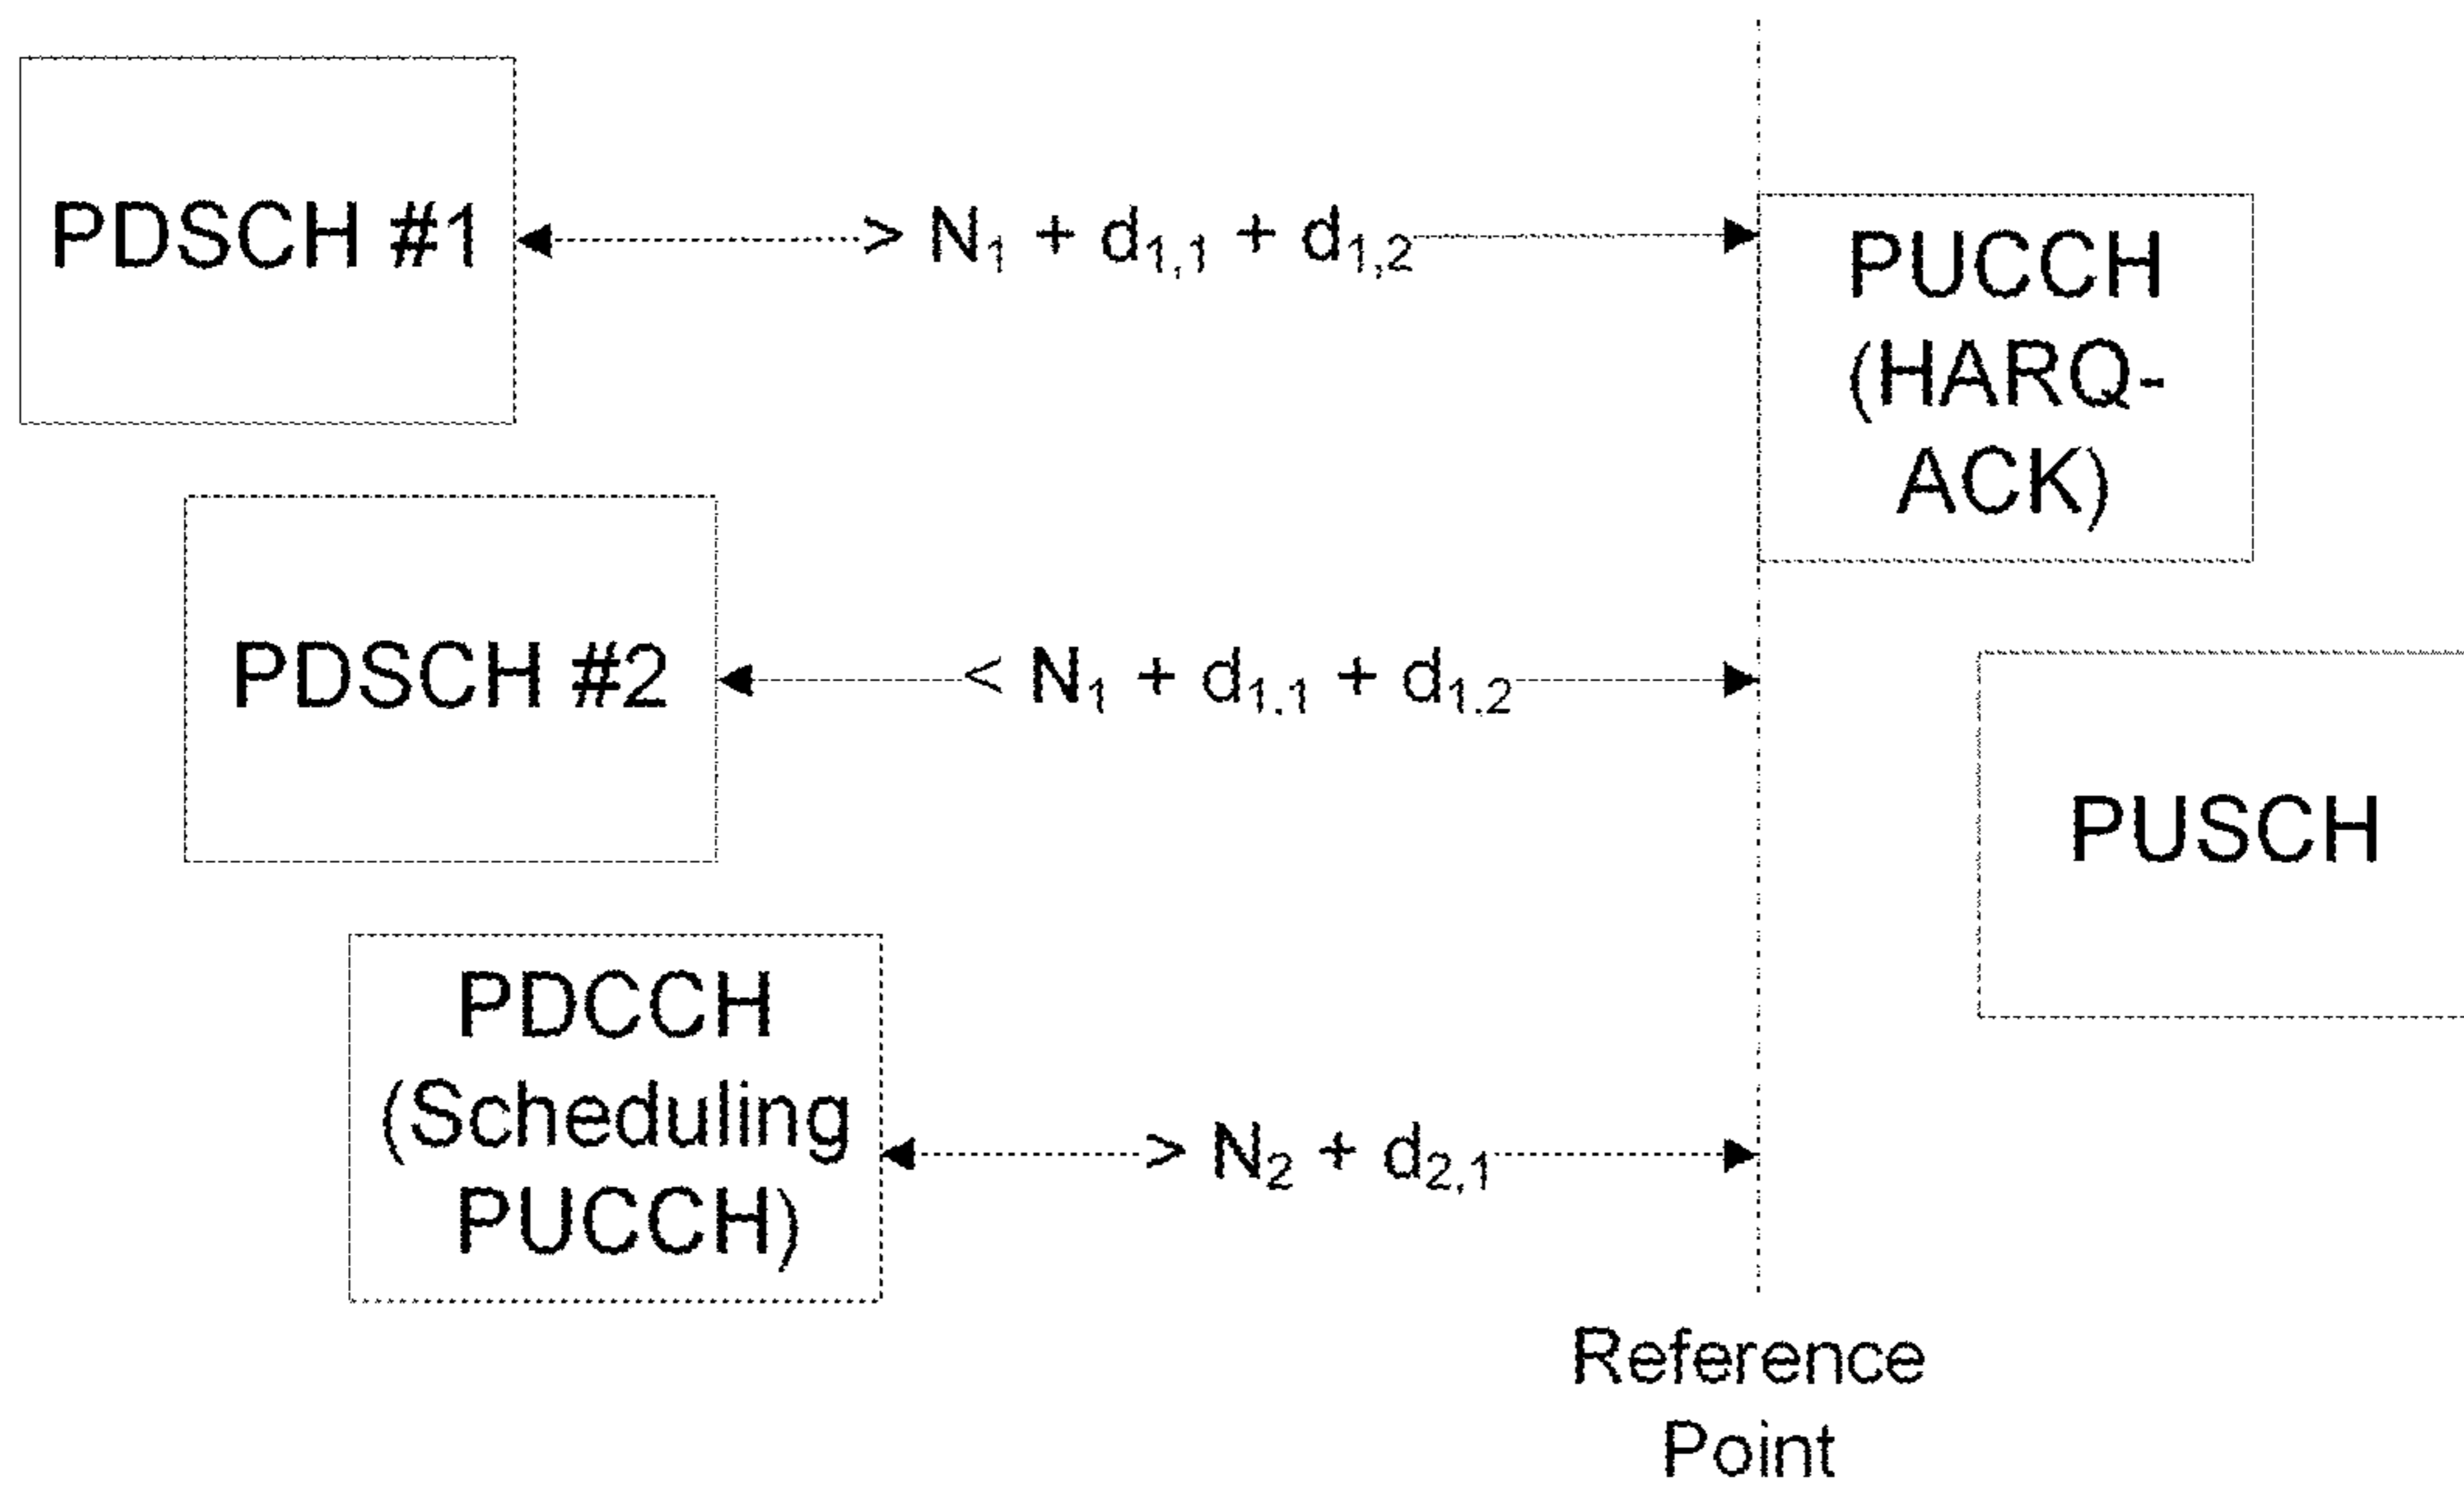 PDSCH #1
> N₁ + d₁,₁ + d₁,₂
PUCCH
(HARQ-
ACK)
PDSCH #2
< N₁ + d₁.₁ + d₁.₂
PUSCH
PDCCH
(Scheduling
PUCCH)
> N₂ + d₂,₁
Reference
Point